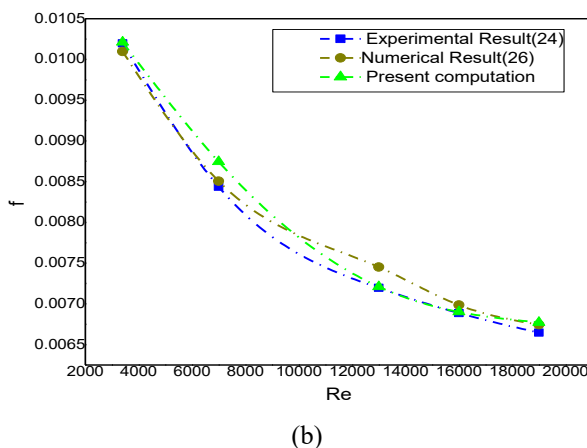 0.0105
0.0100
0.0095
0.0090
0.0085
0.0080
0.0075
0.0070
0.0065
f
Experimental Result(24)
Numerical Result(26)
Present computation
2000 4000 6000 8000 10000 12000 14000 16000 18000 20000
Re
(b)